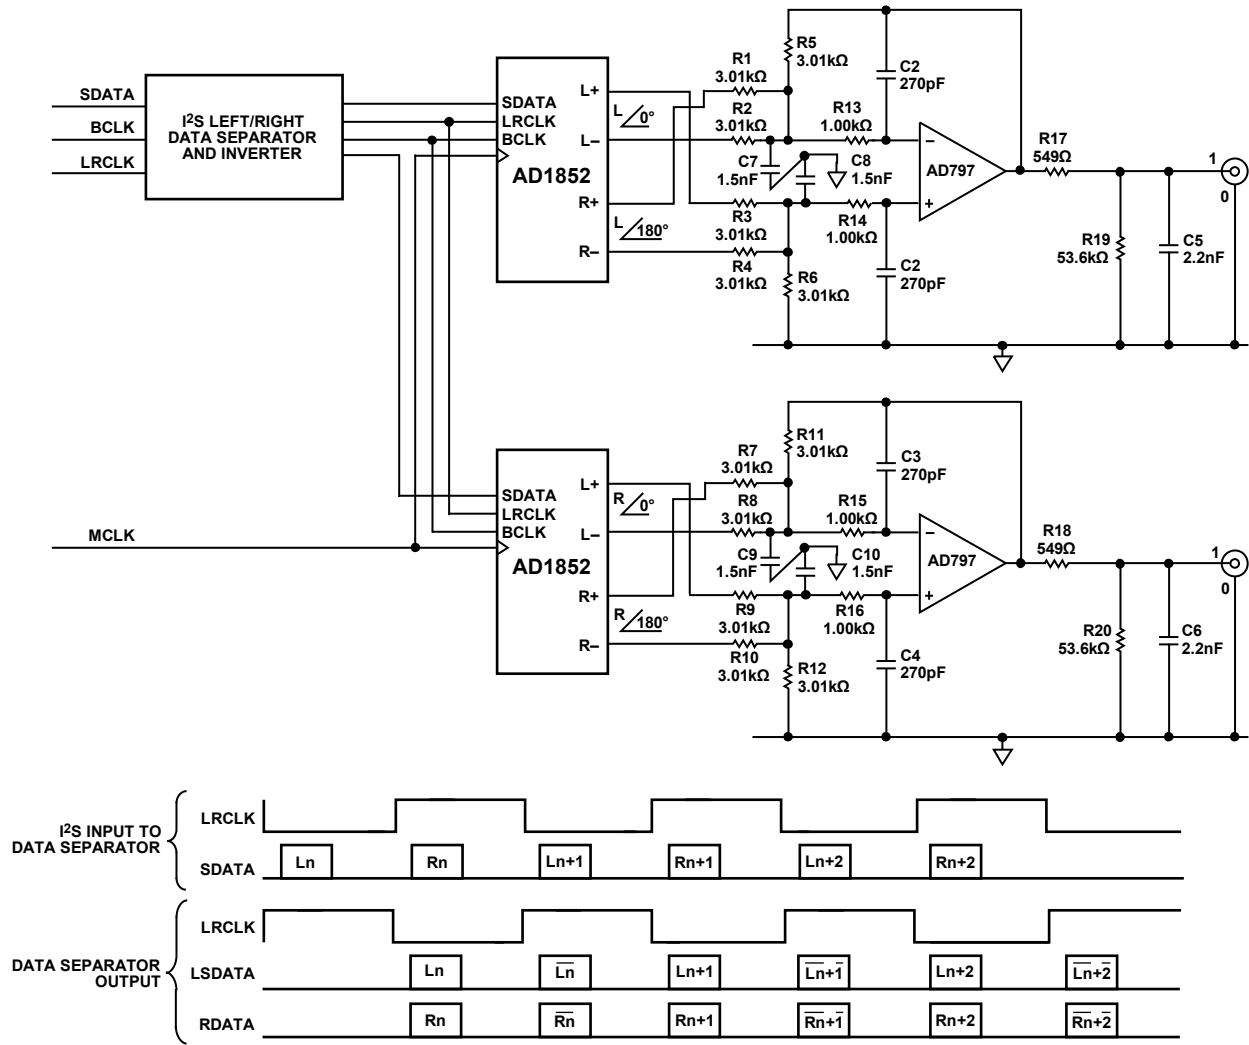 SDATA
BCLK
LRCLK
I²S LEFT/RIGHT
DATA SEPARATOR
AND INVERTER
SDATA
LRCLK
BCLK
AD1852
L+
L–
R+
R–
L 0°
L 180°
R1
3.01kΩ
R2
3.01kΩ
R5
3.01kΩ
C2
270pF
R13
1.00kΩ
C7
1.5nF
C8
1.5nF
R3
3.01kΩ
R4
3.01kΩ
R14
1.00kΩ
R6
3.01kΩ
C2
270pF
–
+
AD797
R17
549Ω
R19
53.6kΩ
C5
2.2nF
1
0
MCLK
SDATA
LRCLK
BCLK
AD1852
L+
L–
R+
R–
R 0°
R 180°
R7
3.01kΩ
R8
3.01kΩ
R11
3.01kΩ
C3
270pF
R15
1.00kΩ
C9
1.5nF
C10
1.5nF
R9
3.01kΩ
R10
3.01kΩ
R16
1.00kΩ
R12
3.01kΩ
C4
270pF
–
+
AD797
R18
549Ω
R20
53.6kΩ
C6
2.2nF
1
0
I²S INPUT TO
DATA SEPARATOR
LRCLK
SDATA
Ln Rn Ln+1 Rn+1 Ln+2 Rn+2
DATA SEPARATOR
OUTPUT
LRCLK
LSDATA
Ln L̅n̅ Ln+1 L̅n̅+1̅ Ln+2 L̅n̅+2̅
RDATA
Rn R̅n̅ Rn+1 R̅n̅+1̅ Rn+2 R̅n̅+2̅